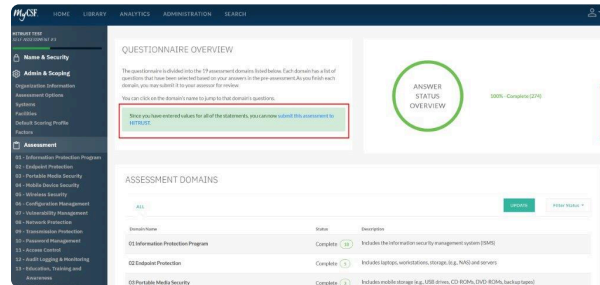 MyCSF.
HOME
LIBRARY
ANALYTICS
ADMINISTRATION
SEARCH
HITRUST TEST
SELF-ASSESSMENT #1
Name & Security
Admin & Scoping
Organization Information
Assessment Options
Systems
Facilities
Default Scoring Profile
Factors
Assessment
01 - Information Protection Program
02 - Endpoint Protection
03 - Portable Media Security
04 - Mobile Device Security
05 - Wireless Security
06 - Configuration Management
07 - Vulnerability Management
08 - Network Protection
09 - Transmission Protection
10 - Password Management
11 - Access Control
12 - Audit Logging & Monitoring
13 - Education, Training and
Awareness
QUESTIONNAIRE OVERVIEW
The questionnaire is divided into the 19 assessment domains listed below. Each domain has a list of
questions that have been selected based on your answers in the pre-assessment. As you finish each
domain, you may submit it to your assessor for review.
You can click on the domain's name to jump to that domain's questions.
Since you have entered values for all of the statements, you can now submit this assessment to
HITRUST.
ANSWER
STATUS
OVERVIEW
100% - Complete (274)
ASSESSMENT DOMAINS
ALL
UPDATE
Filter Status
Domain Name
Status
Description
01 Information Protection Program
Complete
Includes the information security management system (ISMS)
02 Endpoint Protection
Complete
Includes laptops, workstations, storage, (e.g., NAS) and servers
03 Portable Media Security
Complete
Includes mobile storage (e.g., USB drives, CD-ROMs, DVD-ROMs, backup tapes)